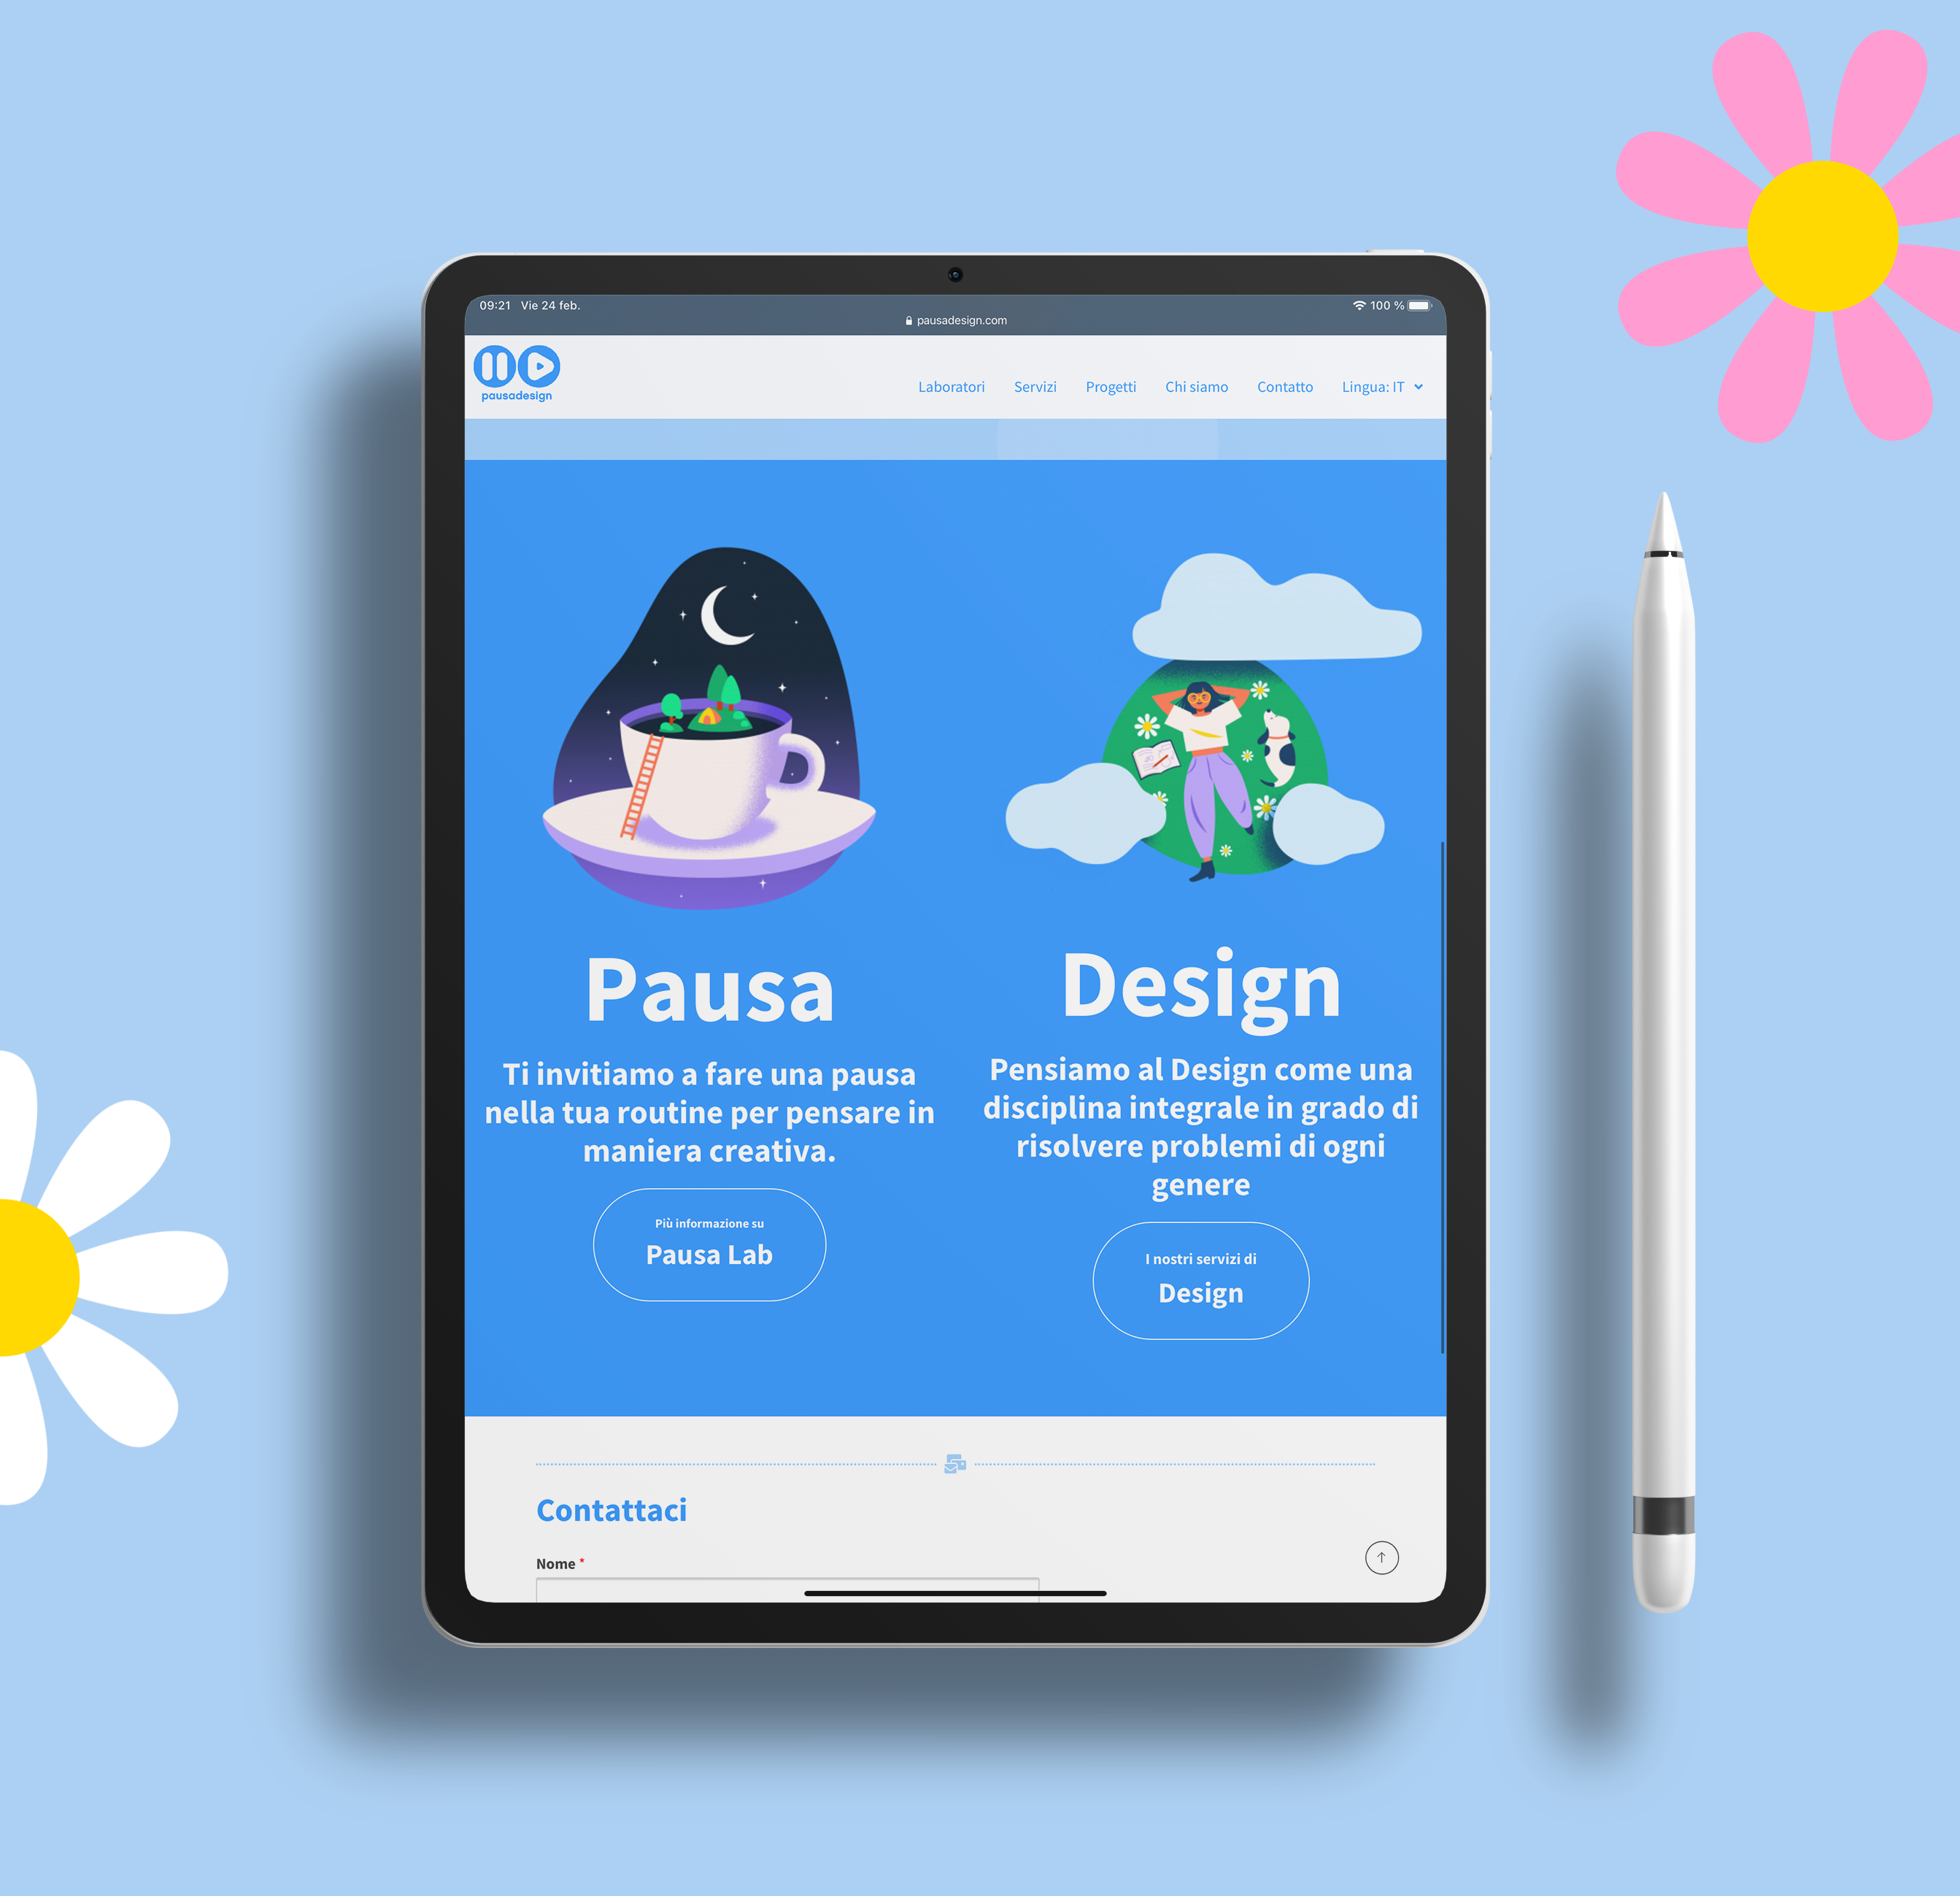 09:21 Vie 24 feb.
100 %
pausadesign.com
pausadesign
Laboratori Servizi Progetti Chi siamo Contatto Lingua: IT
Pausa
Ti invitiamo a fare una pausa
nella tua routine per pensare in
maniera creativa.
Più informazione su
Pausa Lab
Design
Pensiamo al Design come una
disciplina integrale in grado di
risolvere problemi di ogni
genere
I nostri servizi di
Design
Contattaci
Nome *